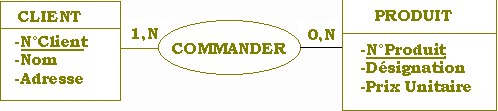 CLIENT
-N°Client
-Nom
-Adresse
1,N
COMMANDER
0,N
PRODUIT
-N°Produit
-Désignation
-Prix Unitaire